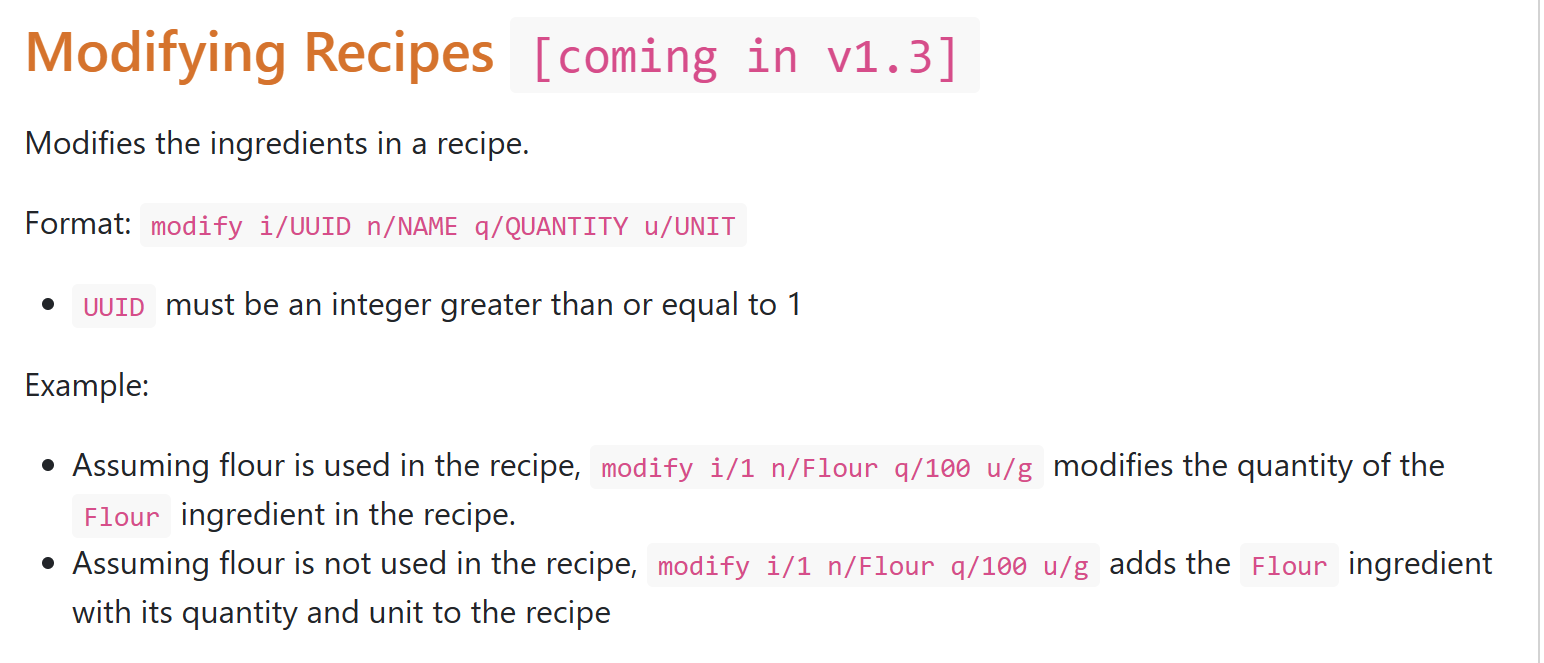 Modifying Recipes [coming in v1.3]
Modifies the ingredients in a recipe.
Format: modify i/UUID n/NAME q/QUANTITY u/UNIT
• UUID must be an integer greater than or equal to 1
Example:
• Assuming flour is used in the recipe, modify i/1 n/Flour q/100 u/g modifies the quantity of the
Flour ingredient in the recipe.
• Assuming flour is not used in the recipe, modify i/1 n/Flour q/100 u/g adds the Flour ingredient
with its quantity and unit to the recipe